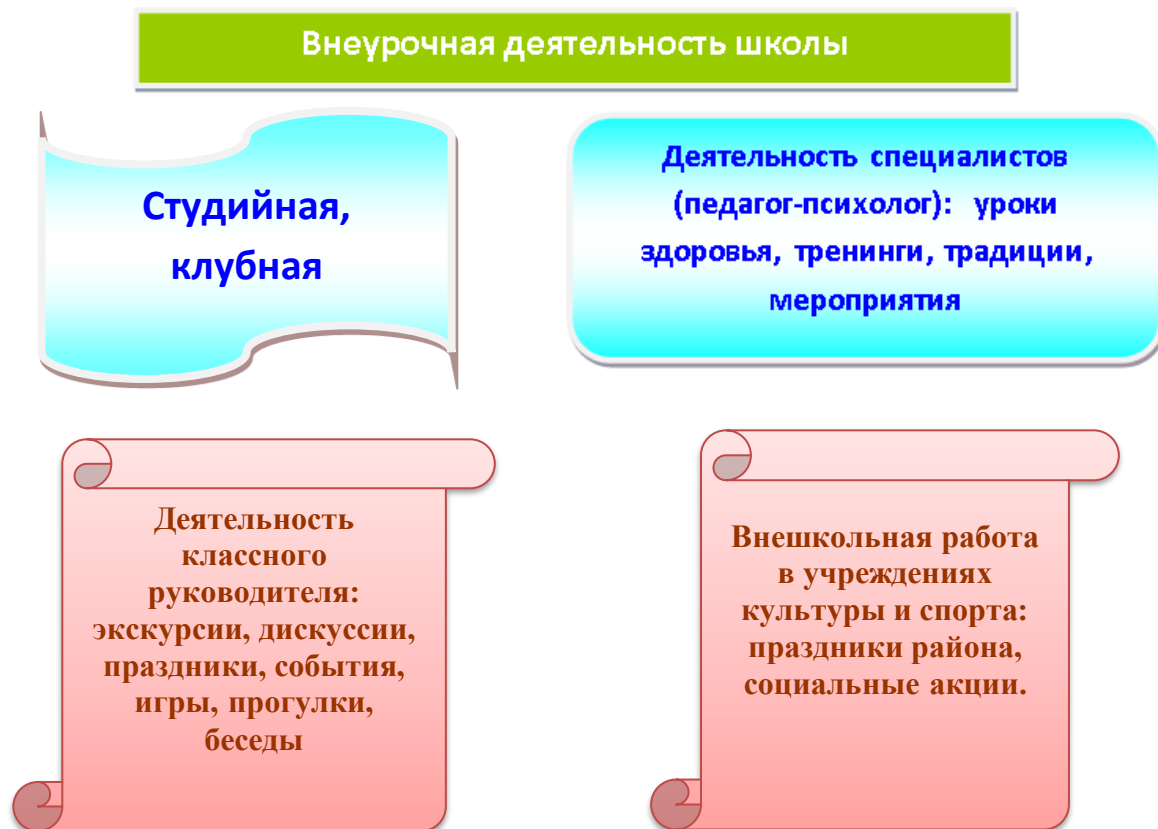 Внеурочная деятельность школы
Студийная,
клубная
Деятельность специалистов
(педагог-психолог): уроки
здоровья, тренинги, традиции,
мероприятия
Деятельность
классного
руководителя:
экскурсии, дискуссии,
праздники, события,
игры, прогулки,
беседы
Внешкольная работа
в учреждениях
культуры и спорта:
праздники района,
социальные акции.